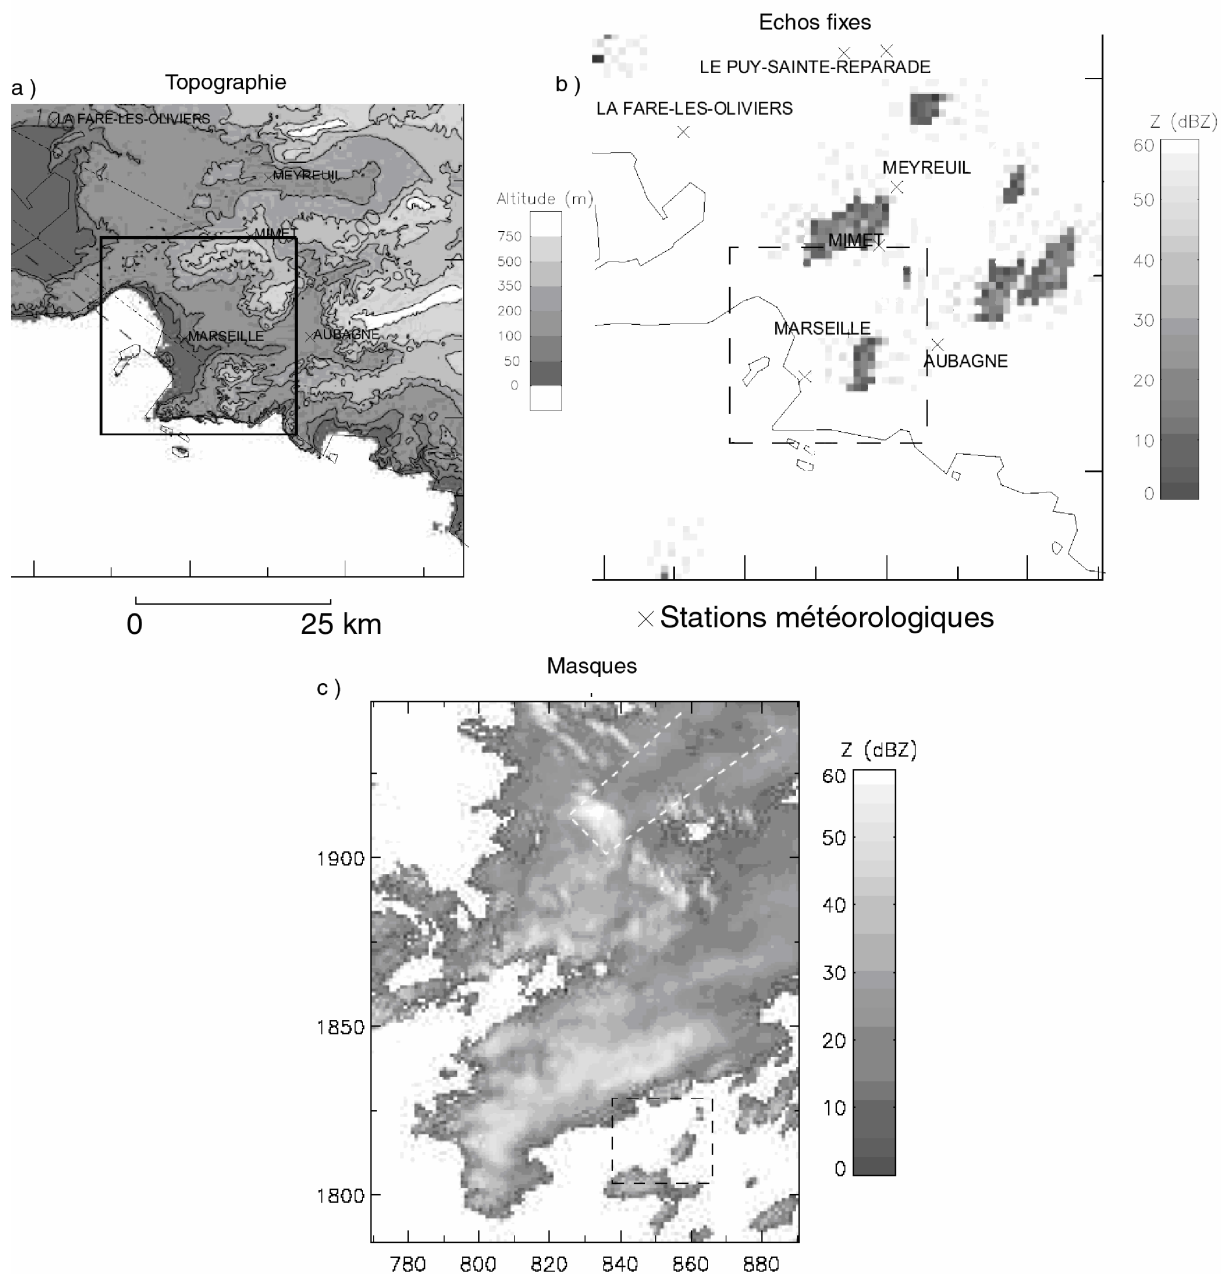 Echos fixes
a )
Topographie
b )
LE PUY-SAINTE-REPARADE
LA FARE-LES-OLIVIERS
MEYREUIL
MIMET
MARSEILLE
AUBAGNE
Z (dBZ)
60
50
40
30
20
10
0
LA FARE-LES-OLIVIERS
MEYREUIL
MIMET
MARSEILLE
AUBAGNE
Altitude (m)
750
500
350
200
100
50
0
0 25 km
× Stations météorologiques
Masques
c )
Z (dBZ)
60
50
40
30
20
10
0
1900
1850
1800
780 800 820 840 860 880